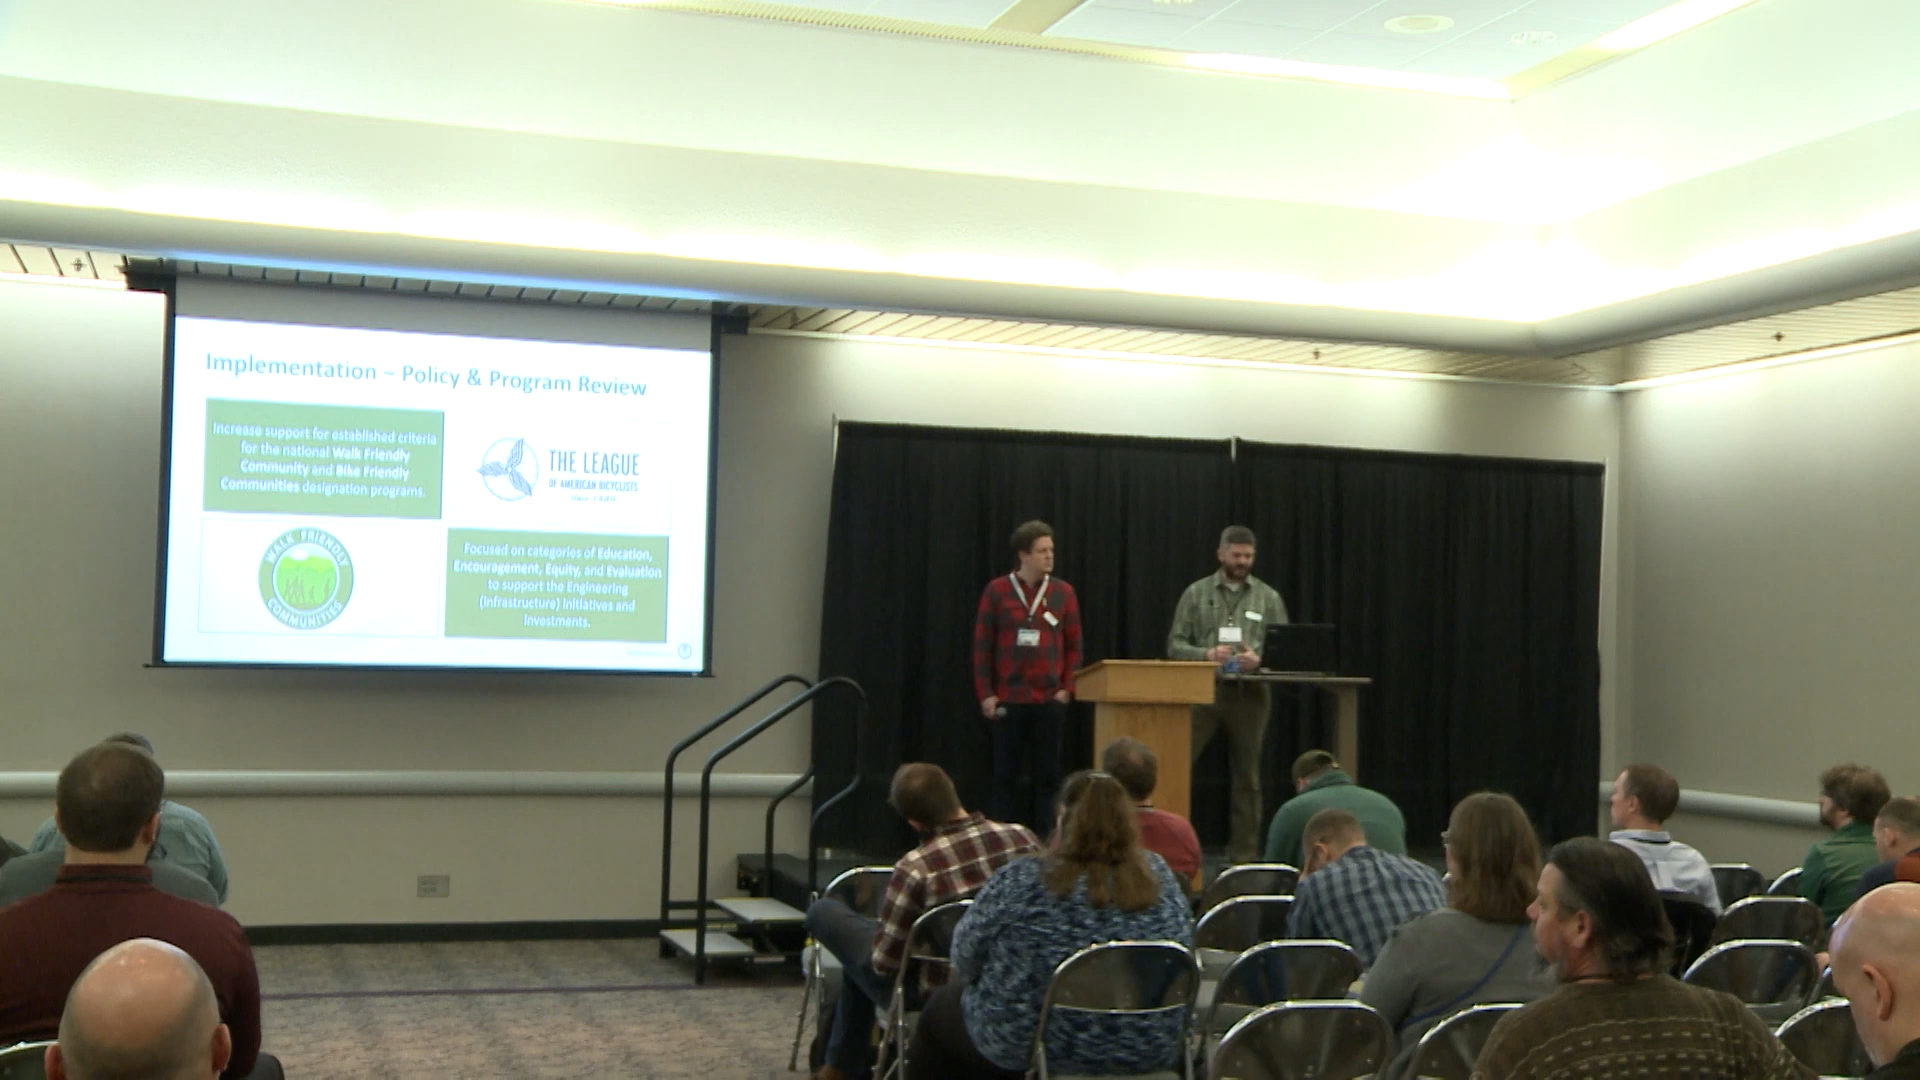 Implementation – Policy & Program Review
Increase support for established criteria
for the national Walk Friendly
Community and Bike Friendly
Communities designation programs.
THE LEAGUE
OF AMERICAN BICYCLISTS
WALK FRIENDLY
COMMUNITIES
Focused on categories of Education,
Encouragement, Equity, and Evaluation
to support the Engineering
(infrastructure) initiatives and
investments.